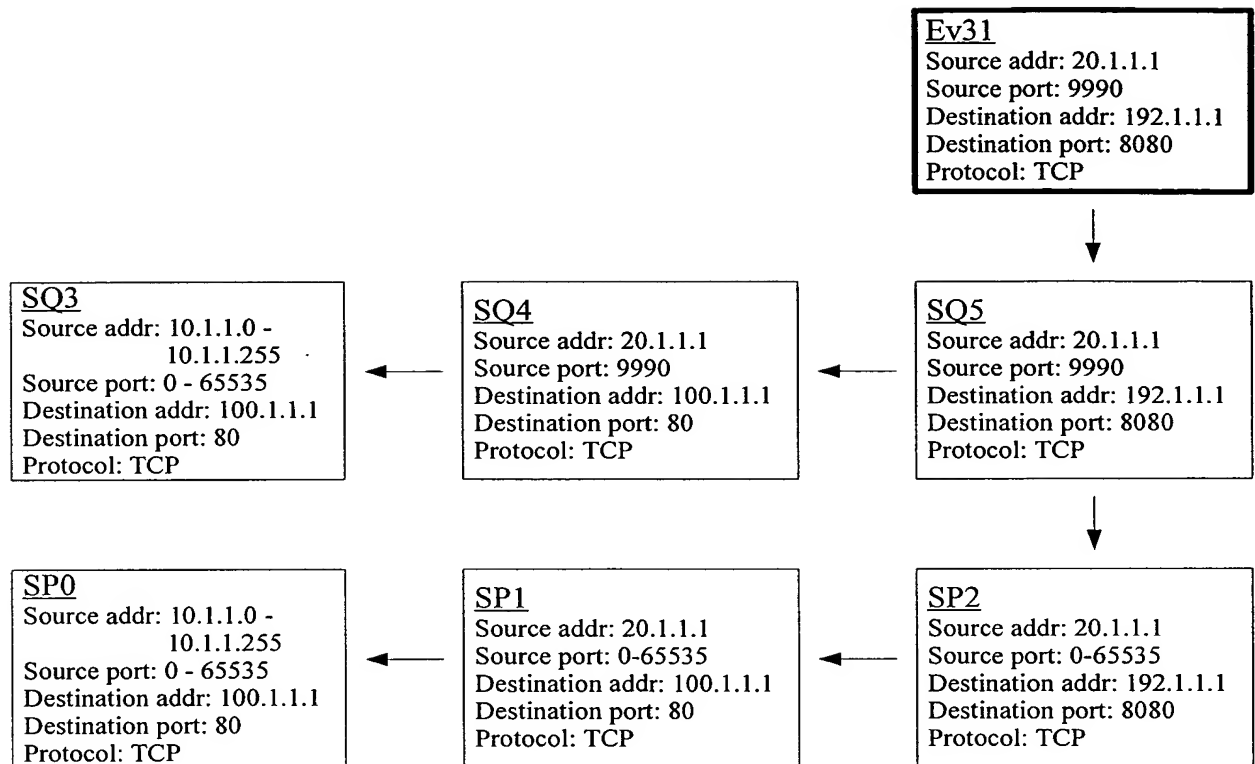 Ev31
Source addr: 20.1.1.1
Source port: 9990
Destination addr: 192.1.1.1
Destination port: 8080
Protocol: TCP
SQ3
Source addr: 10.1.1.0 -
10.1.1.255
Source port: 0 - 65535
Destination addr: 100.1.1.1
Destination port: 80
Protocol: TCP
SQ4
Source addr: 20.1.1.1
Source port: 9990
Destination addr: 100.1.1.1
Destination port: 80
Protocol: TCP
SQ5
Source addr: 20.1.1.1
Source port: 9990
Destination addr: 192.1.1.1
Destination port: 8080
Protocol: TCP
SP0
Source addr: 10.1.1.0 -
10.1.1.255
Source port: 0 - 65535
Destination addr: 100.1.1.1
Destination port: 80
Protocol: TCP
SP1
Source addr: 20.1.1.1
Source port: 0-65535
Destination addr: 100.1.1.1
Destination port: 80
Protocol: TCP
SP2
Source addr: 20.1.1.1
Source port: 0-65535
Destination addr: 192.1.1.1
Destination port: 8080
Protocol: TCP